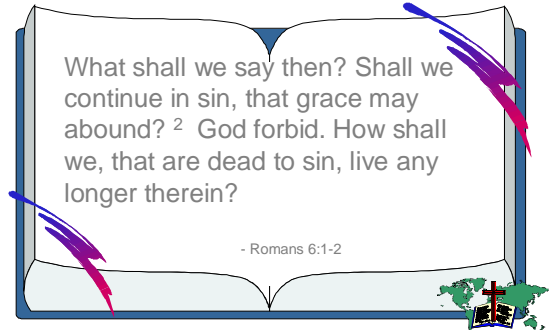 What shall we say then? Shall we
continue in sin, that grace may
abound? ² God forbid. How shall
we, that are dead to sin, live any
longer therein?
- Romans 6:1-2